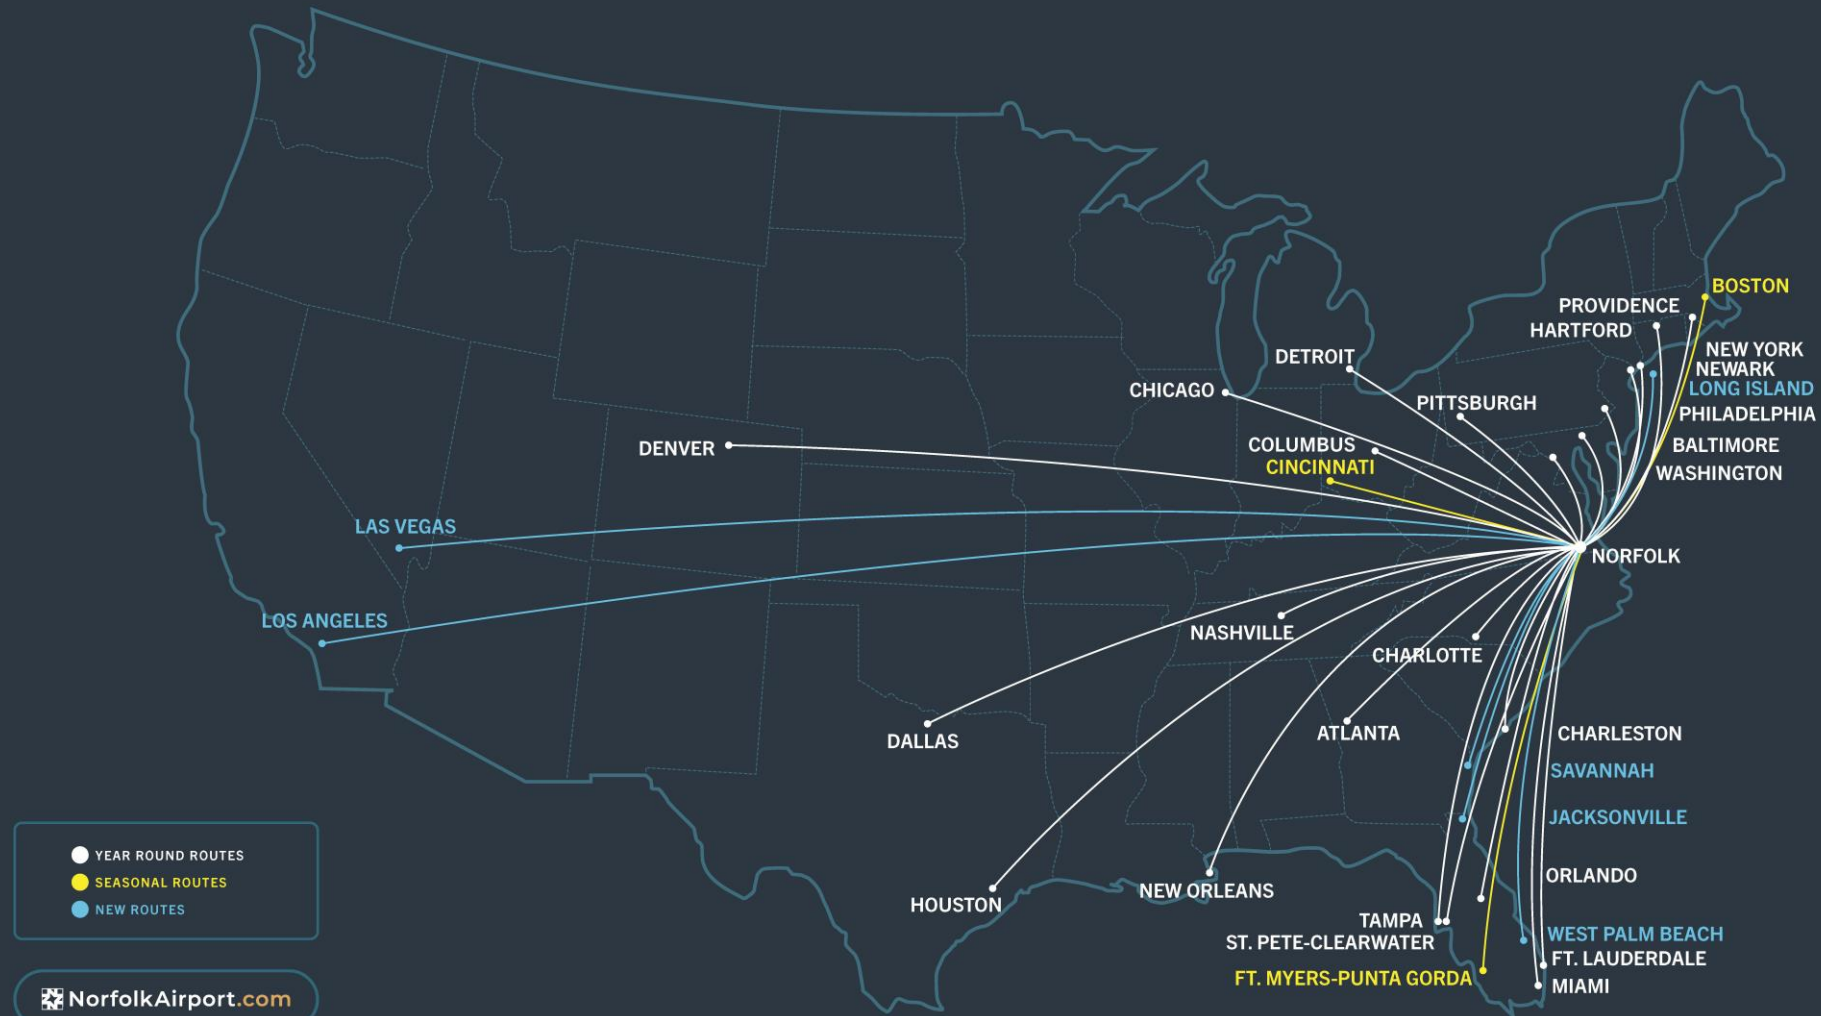 BOSTON
PROVIDENCE
HARTFORD
NEW YORK
NEWARK
LONG ISLAND
DETROIT
CHICAGO
PITTSBURGH
PHILADELPHIA
COLUMBUS
BALTIMORE
DENVER
CINCINNATI
WASHINGTON
LAS VEGAS
NORFOLK
LOS ANGELES
NASHVILLE
CHARLOTTE
DALLAS
ATLANTA
CHARLESTON
SAVANNAH
JACKSONVILLE
ORLANDO
NEW ORLEANS
HOUSTON
TAMPA
ST. PETE-CLEARWATER
WEST PALM BEACH
FT. LAUDERDALE
FT. MYERS-PUNTA GORDA
MIAMI
YEAR ROUND ROUTES
SEASONAL ROUTES
NEW ROUTES
NorfolkAirport.com